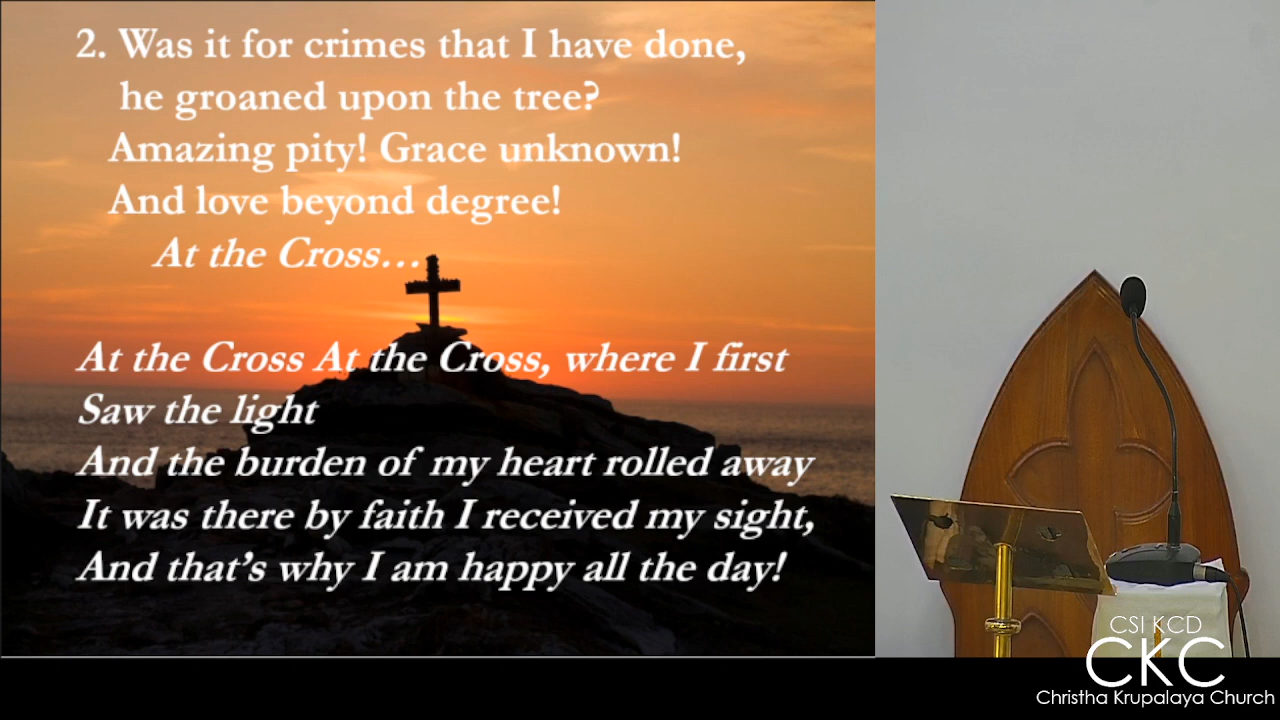 2. Was it for crimes that I have done,
he groaned upon the tree?
Amazing pity! Grace unknown!
And love beyond degree!
At the Cross…
At the Cross At the Cross, where I first
Saw the light
And the burden of my heart rolled away
It was there by faith I received my sight,
And that’s why I am happy all the day!
CSI KCD
CKC
Christha Krupalaya Church